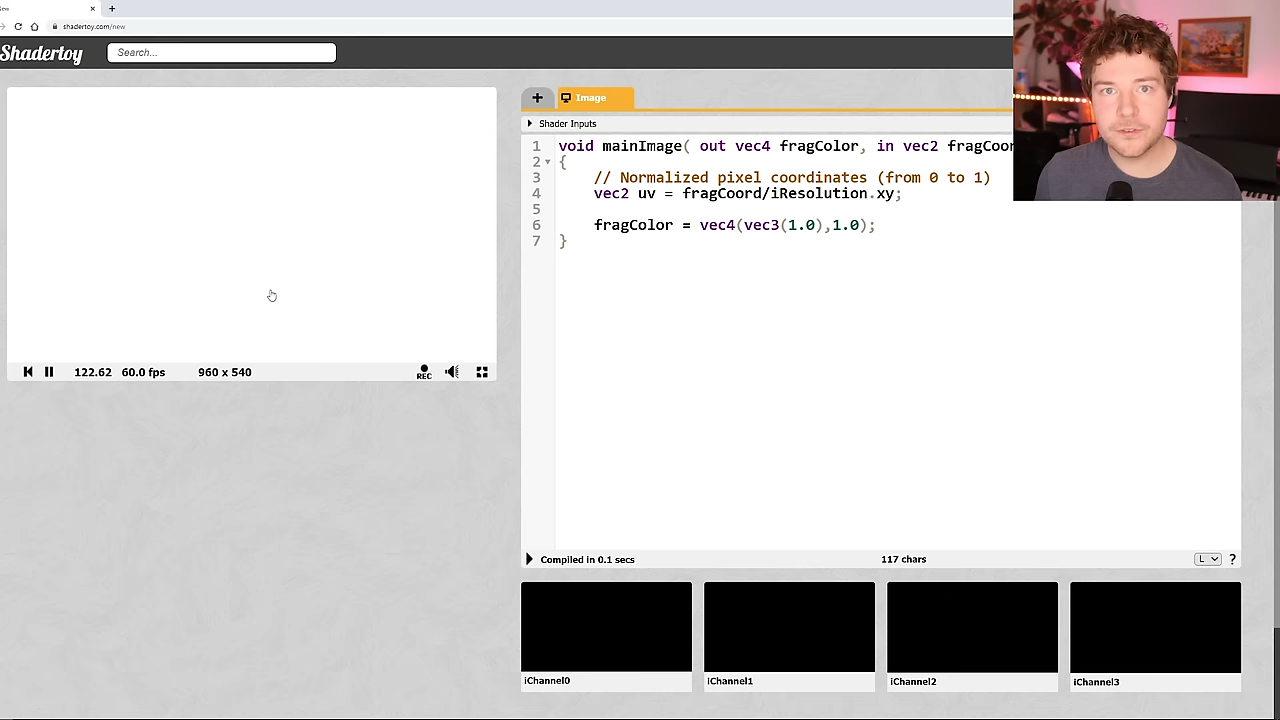 New
shadertoy.com/new
Shadertoy
Search...
Image
Shader Inputs
1 void mainImage( out vec4 fragColor, in vec2 fragCoor
2 {
3 // Normalized pixel coordinates (from 0 to 1)
4 vec2 uv = fragCoord/iResolution.xy;
5
6 fragColor = vec4(vec3(1.0),1.0);
7 }
122.62 60.0 fps 960 x 540
REC
Compiled in 0.1 secs 117 chars L ?
iChannel0 iChannel1 iChannel2 iChannel3